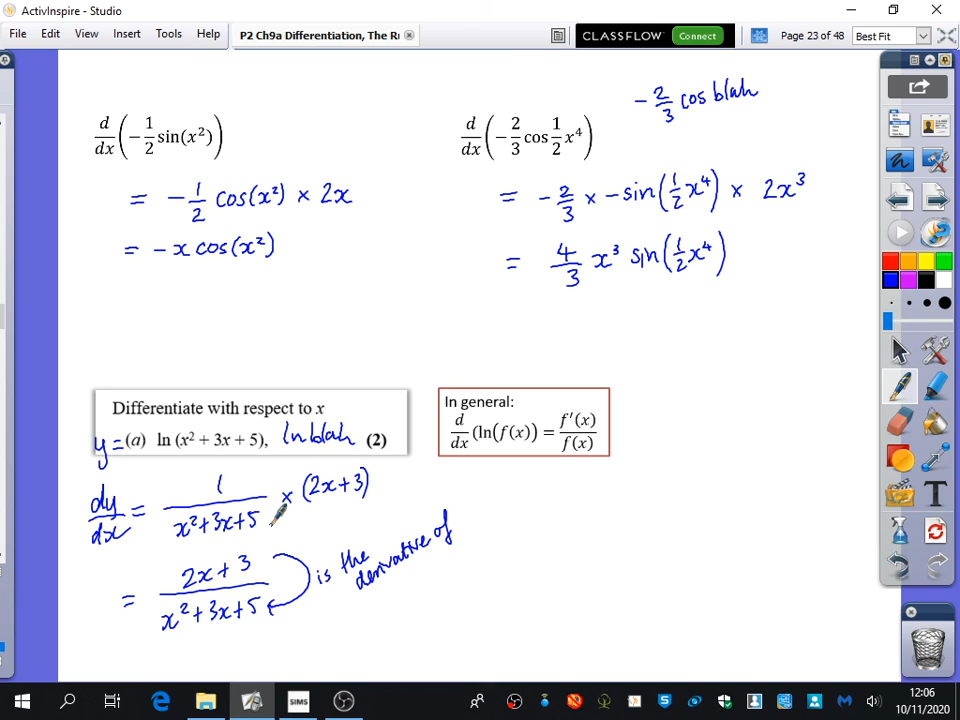 ActivInspire - Studio
File Edit View Insert Tools Help
P2 Ch9a Differentiation, The Ra
CLASSFLOW Connect
Page 23 of 48
Best Fit
-2/3 cos blah
d/dx(-1/2 sin(x²))
= -1/2 cos(x²) × 2x
= -x cos(x²)
d/dx(-2/3 cos 1/2 x⁴)
= -2/3 × -sin(1/2 x⁴) × 2x³
= 4/3 x³ sin(1/2 x⁴)
Differentiate with respect to x
y= (a) ln (x² + 3x + 5), ln blah (2)
dy/dx = 1/(x²+3x+5) × (2x+3)
= (2x+3)/(x²+3x+5) is the derivative of
In general:
d/dx (ln(f(x)) = f′(x)/f(x)
SIMS
12:06
10/11/2020